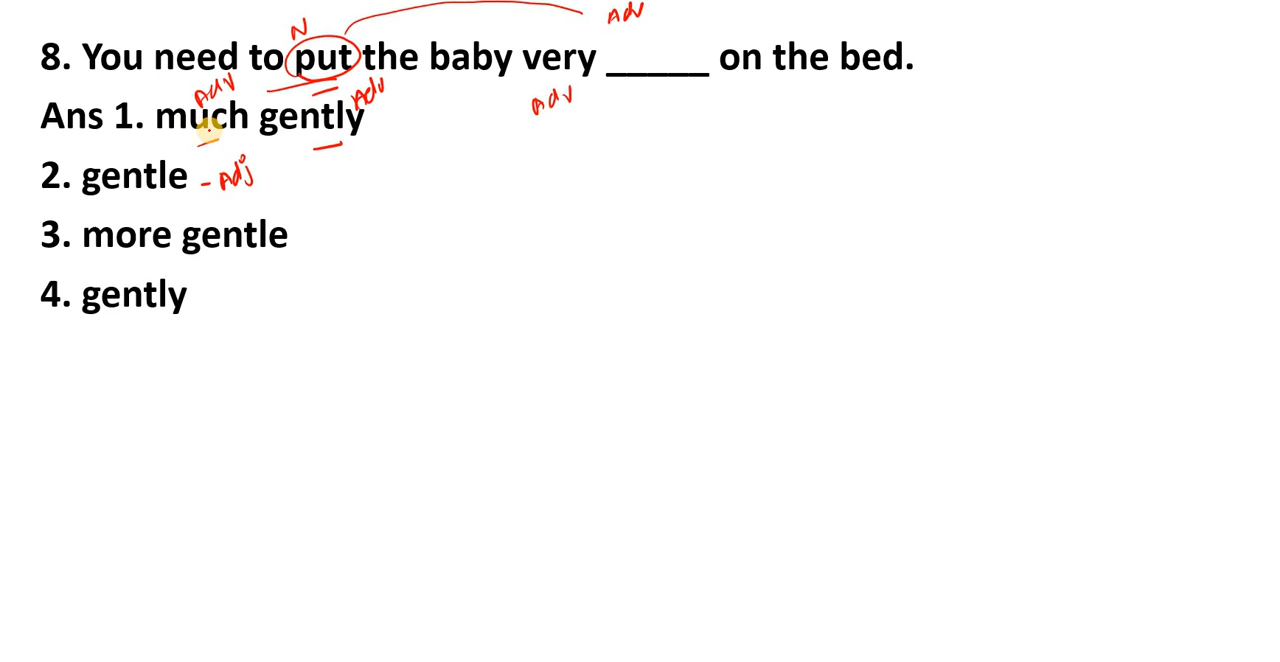 N Adv
8. You need to put the baby very _____ on the bed.
Adv Adv Adv
Ans 1. much gently
2. gentle - Adj
3. more gentle
4. gently